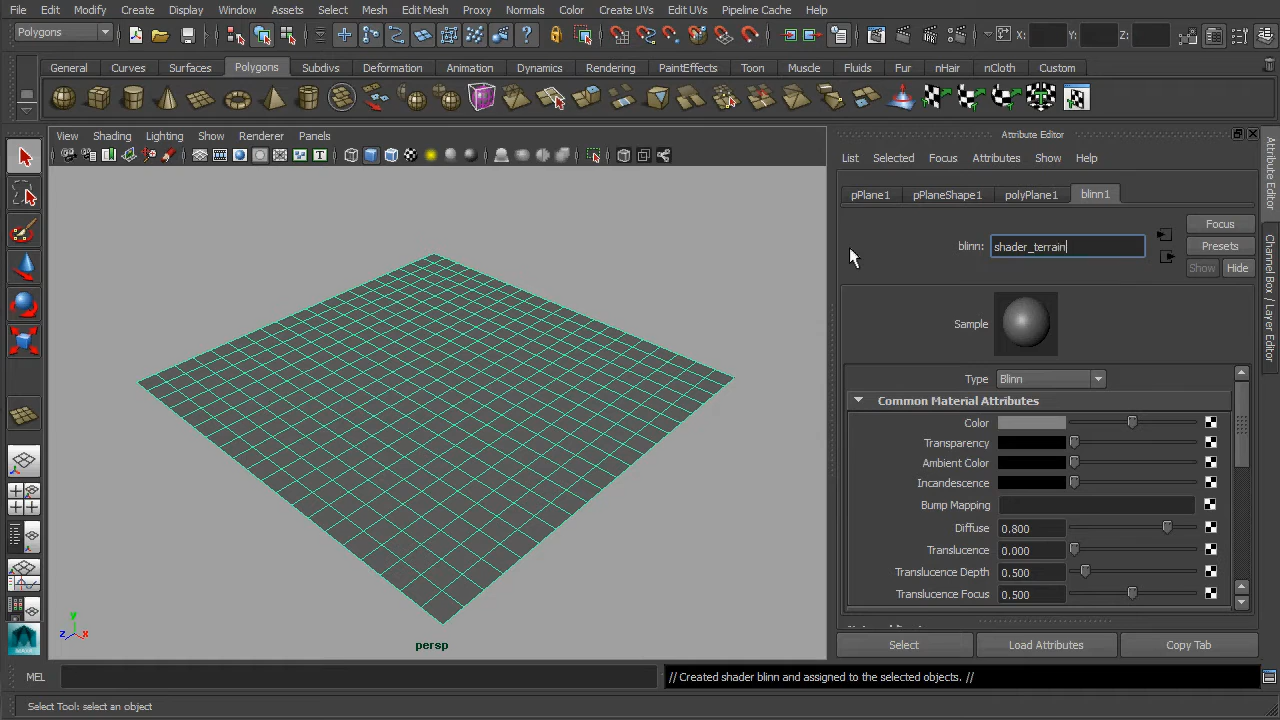 File Edit Modify Create Display Window Assets Select Mesh Edit Mesh Proxy Normals Color Create UVs Edit UVs Pipeline Cache Help
Polygons X: Y: Z:
General Curves Surfaces Polygons Subdivs Deformation Animation Dynamics Rendering PaintEffects Toon Muscle Fluids Fur nHair nCloth Custom
View Shading Lighting Show Renderer Panels
Attribute Editor
List Selected Focus Attributes Show Help
pPlane1 pPlaneShape1 polyPlane1 blinn1
blinn: shader_terrain
Focus
Presets
Show Hide
Sample
Type Blinn
Common Material Attributes
Color
Transparency
Ambient Color
Incandescence
Bump Mapping
Diffuse 0.800
Translucence 0.000
Translucence Depth 0.500
Translucence Focus 0.500
Select Load Attributes Copy Tab
Attribute Editor
Channel Box / Layer Editor
y
z x
persp
MEL // Created shader blinn and assigned to the selected objects. //
Select Tool: select an object